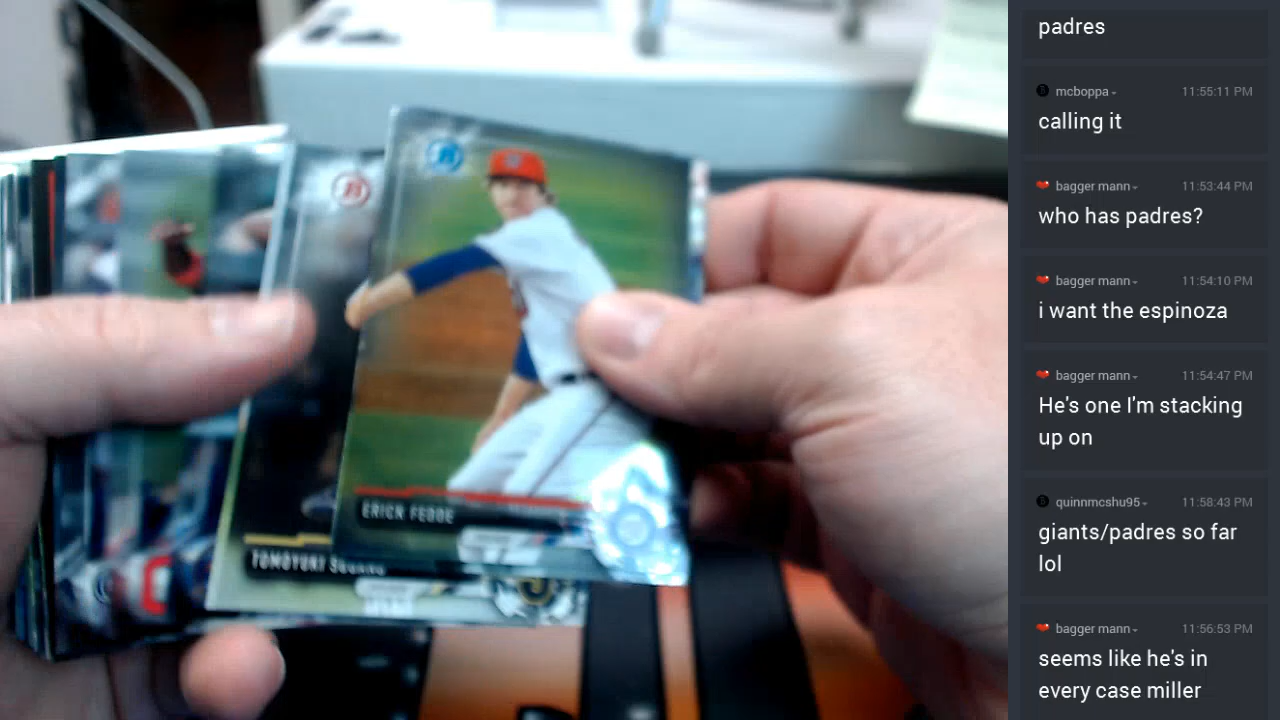 ERICK FEDDE
TOMOYUKI
padres
mcboppa
11:55:11 PM
calling it
bagger mann
11:53:44 PM
who has padres?
bagger mann
11:54:10 PM
i want the espinoza
bagger mann
11:54:47 PM
He's one I'm stacking
up on
quinnmcshu95
11:58:43 PM
giants/padres so far
lol
bagger mann
11:56:53 PM
seems like he's in
every case miller